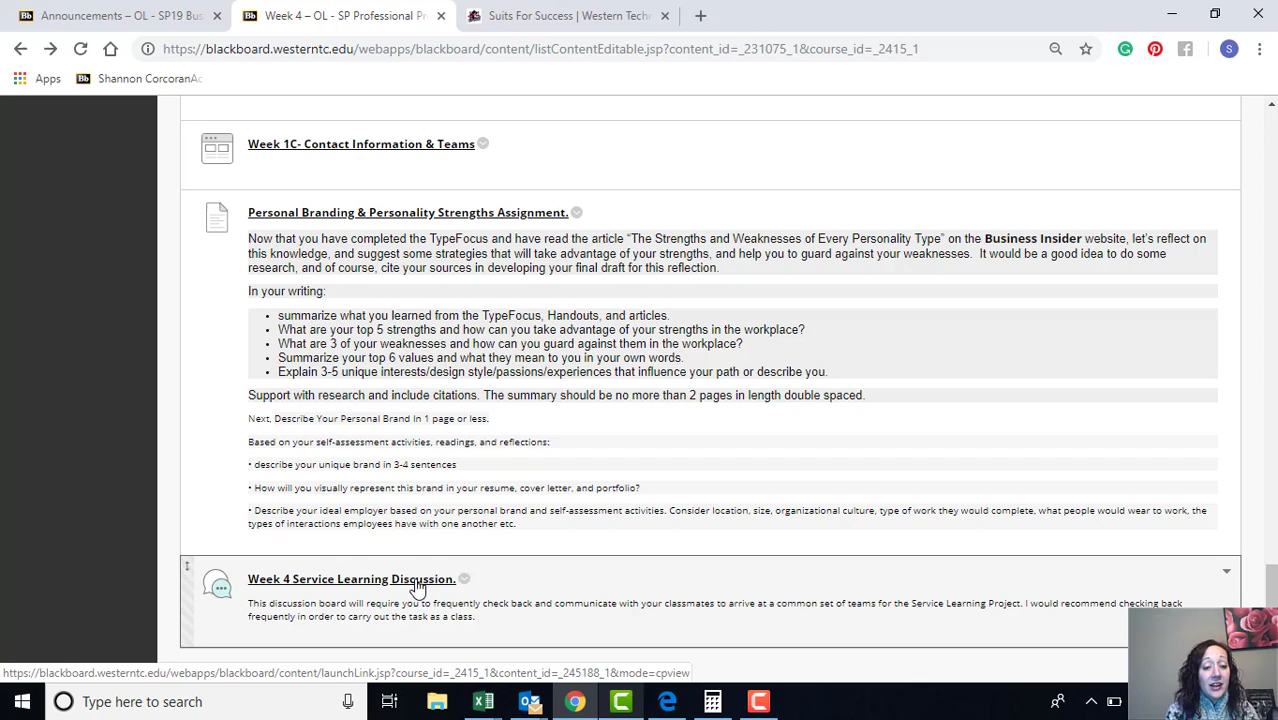 Announcements – OL - SP19 Bus
Week 4 – OL - SP Professional Pr
Suits For Success | Western Tech
https://blackboard.westerntc.edu/webapps/blackboard/content/listContentEditable.jsp?content_id=_231075_1&course_id=_2415_1
S
Apps
Bb
Shannon CorcoranAc
Week 1C- Contact Information & Teams
Personal Branding & Personality Strengths Assignment.
Now that you have completed the TypeFocus and have read the article “The Strengths and Weaknesses of Every Personality Type” on the Business Insider website, let’s reflect on
this knowledge, and suggest some strategies that will take advantage of your strengths, and help you to guard against your weaknesses.  It would be a good idea to do some
research, and of course, cite your sources in developing your final draft for this reflection.
In your writing:
• summarize what you learned from the TypeFocus, Handouts, and articles.
• What are your top 5 strengths and how can you take advantage of your strengths in the workplace?
• What are 3 of your weaknesses and how can you guard against them in the workplace?
• Summarize your top 6 values and what they mean to you in your own words.
• Explain 3-5 unique interests/design style/passions/experiences that influence your path or describe you.
Support with research and include citations. The summary should be no more than 2 pages in length double spaced.
Next, Describe Your Personal Brand in 1 page or less.
Based on your self-assessment activities, readings, and reflections:
• describe your unique brand in 3-4 sentences
• How will you visually represent this brand in your resume, cover letter, and portfolio?
• Describe your ideal employer based on your personal brand and self-assessment activities. Consider location, size, organizational culture, type of work they would complete, what people would wear to work, the
types of interactions employees have with one another etc.
Week 4 Service Learning Discussion.
This discussion board will require you to frequently check back and communicate with your classmates to arrive at a common set of teams for the Service Learning Project. I would recommend checking back
frequently in order to carry out the task as a class.
https://blackboard.westerntc.edu/webapps/blackboard/content/launchLink.jsp?course_id=_2415_1&content_id=_245188_1&mode=cpview
Type here to search